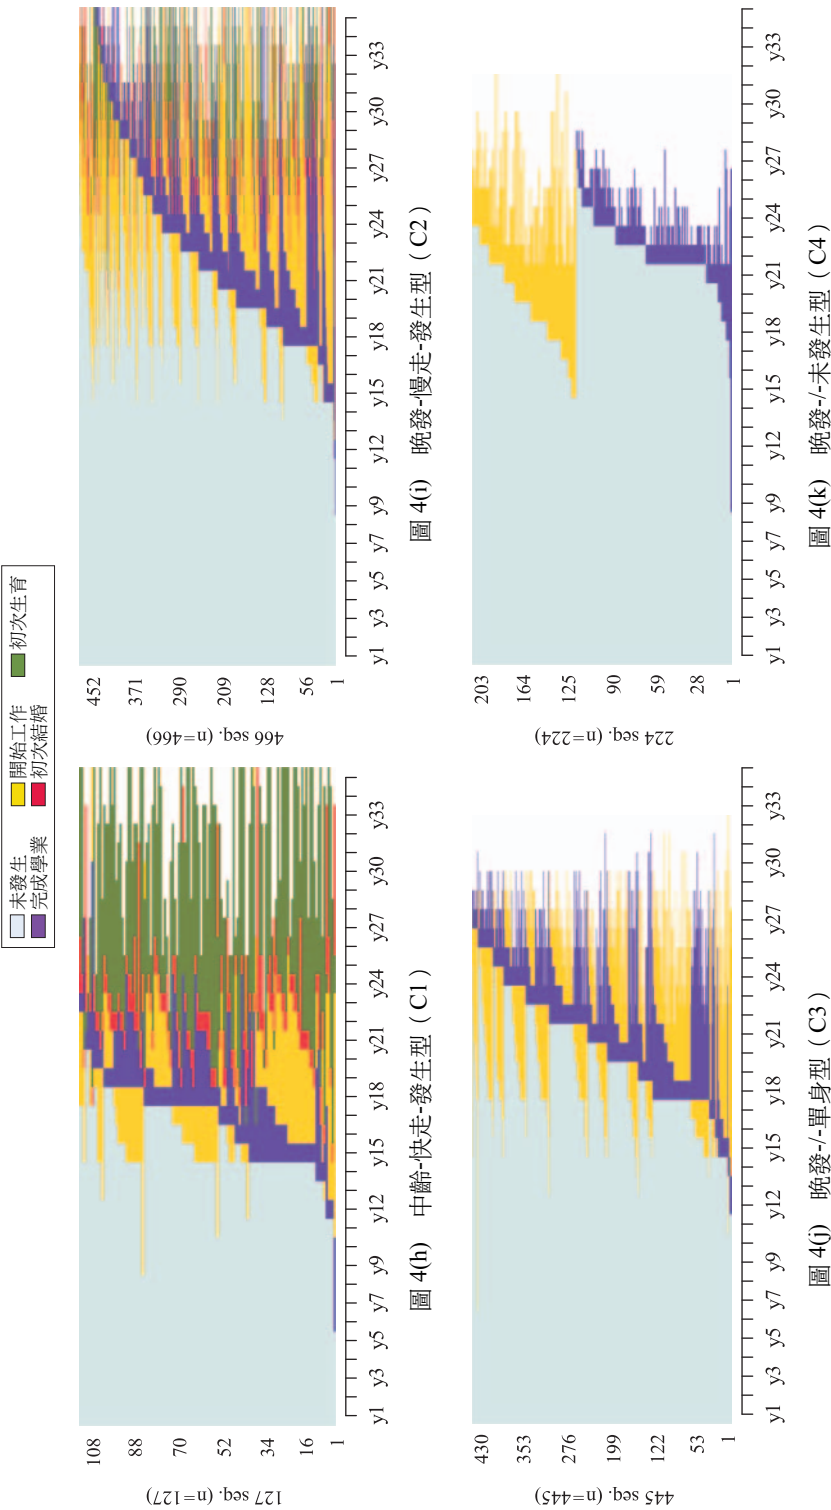 未發生
開始工作
初次生育
完成學業
初次結婚
127 seq. (n=127)
108
88
70
52
34
16
1
y1 y3 y5 y7 y9 y12 y15 y18 y21 y24 y27 y30 y33
圖 4(h) 中齡-快走-發生型（C1）
466 seq. (n=466)
452
371
290
209
128
56
1
y1 y3 y5 y7 y9 y12 y15 y18 y21 y24 y27 y30 y33
圖 4(i) 晚發-慢走-發生型（C2）
445 seq. (n=445)
430
353
276
199
122
53
1
y1 y3 y5 y7 y9 y12 y15 y18 y21 y24 y27 y30 y33
圖 4(j) 晚發-/-單身型（C3）
224 seq. (n=224)
203
164
125
90
59
28
1
y1 y3 y5 y7 y9 y12 y15 y18 y21 y24 y27 y30 y33
圖 4(k) 晚發-/-未發生型（C4）